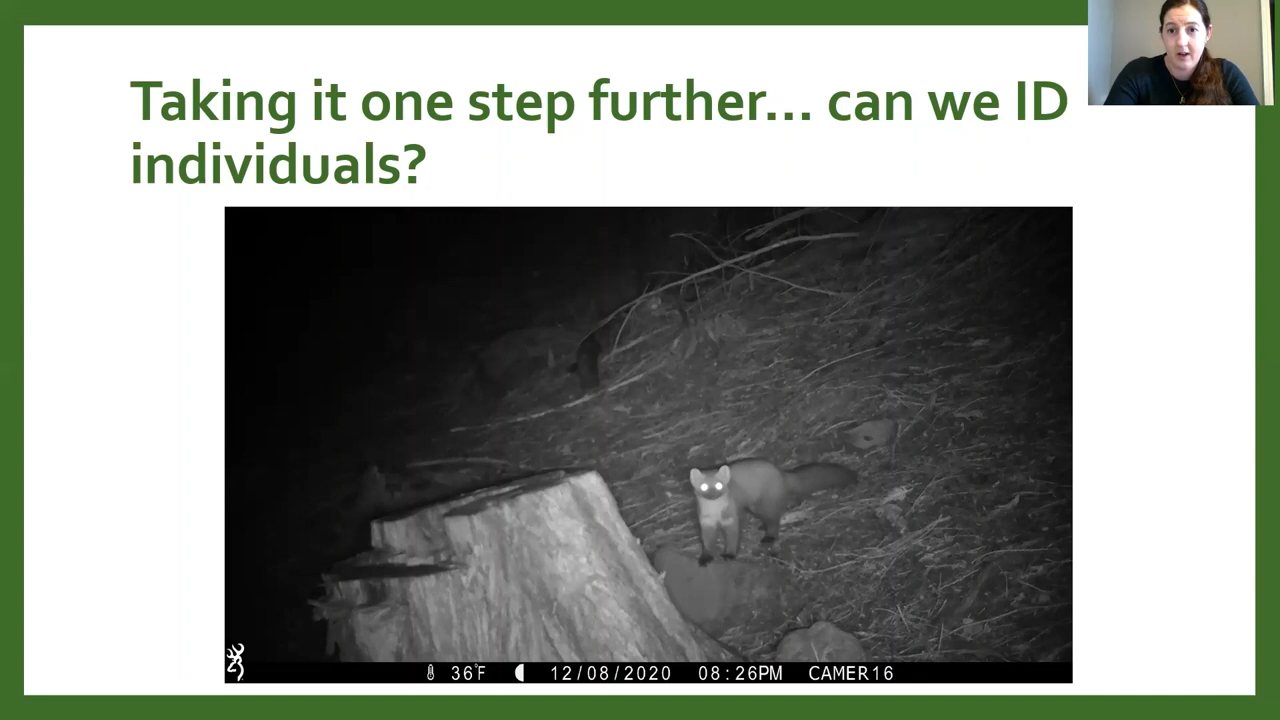 Taking it one step further... can we ID
individuals?
36°F 12/08/2020 08:26PM CAMER16